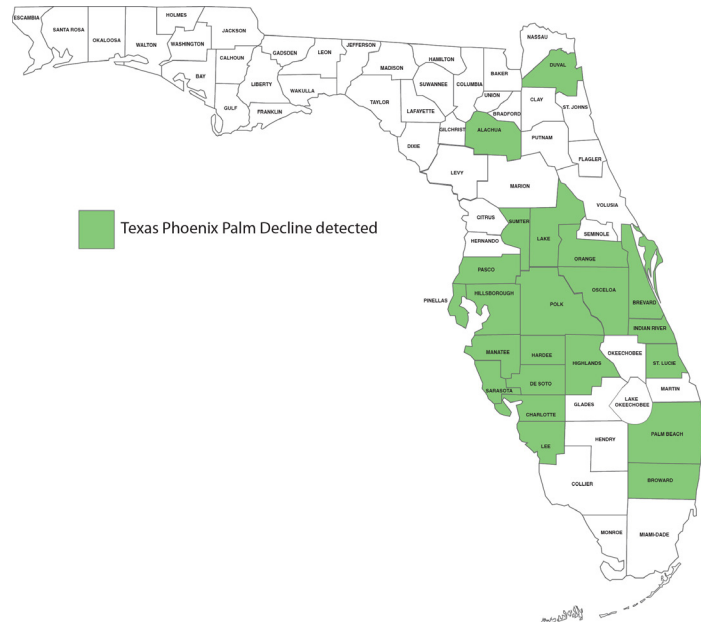 ESCAMBIA
SANTA ROSA
OKALOOSA
WALTON
HOLMES
WASHINGTON
BAY
JACKSON
CALHOUN
GULF
GADSDEN
LIBERTY
FRANKLIN
LEON
WAKULLA
JEFFERSON
MADISON
TAYLOR
HAMILTON
SUWANNEE
LAFAYETTE
DIXIE
COLUMBIA
GILCHRIST
BAKER
UNION
BRADFORD
ALACHUA
LEVY
NASSAU
DUVAL
CLAY
ST. JOHNS
PUTNAM
FLAGLER
MARION
VOLUSIA
CITRUS
SUMTER
LAKE
SEMINOLE
HERNANDO
ORANGE
Texas Phoenix Palm Decline detected
PASCO
OSCELOA
PINELLAS
HILLSBOROUGH
POLK
BREVARD
INDIAN RIVER
MANATEE
HARDEE
HIGHLANDS
OKEECHOBEE
ST. LUCIE
SARASOTA
DE SOTO
MARTIN
CHARLOTTE
GLADES
LAKE
OKEECHOBEE
LEE
HENDRY
PALM BEACH
COLLIER
BROWARD
MONROE
MIAMI-DADE